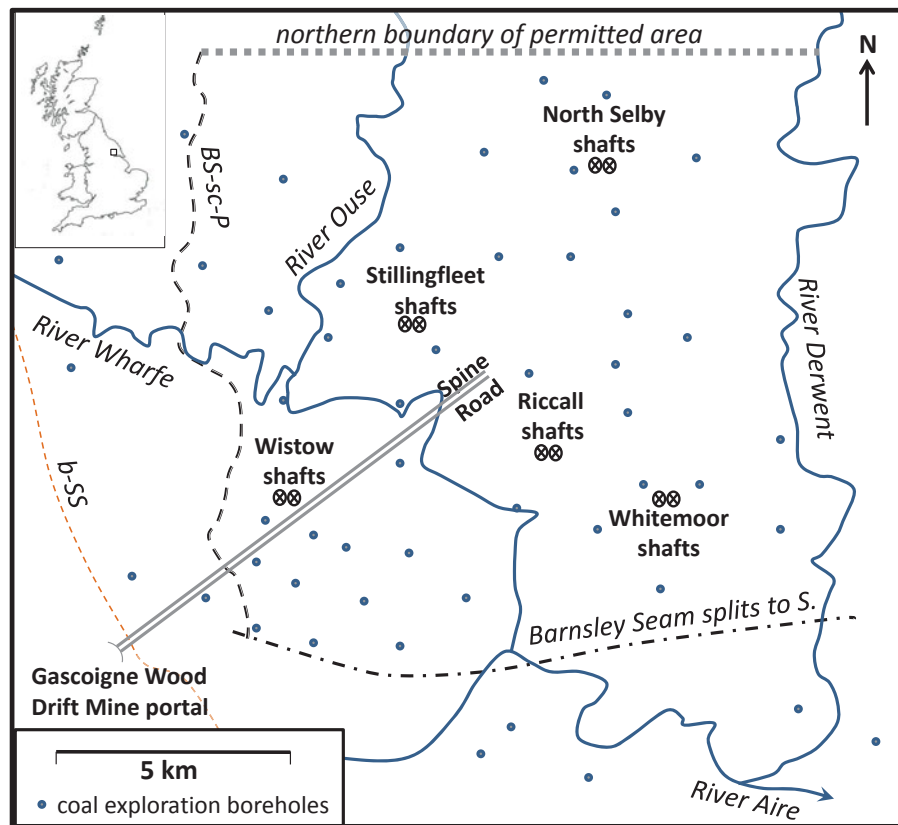 northern boundary of permitted area
N
North Selby
shafts
BS-sc-P
River Ouse
Stillingfleet
shafts
River Derwent
River Wharfe
Spine
Road
Riccall
shafts
Wistow
shafts
b-SS
Whitemoor
shafts
Barnsley Seam splits to S.
Gascoigne Wood
Drift Mine portal
5 km
coal exploration boreholes
River Aire